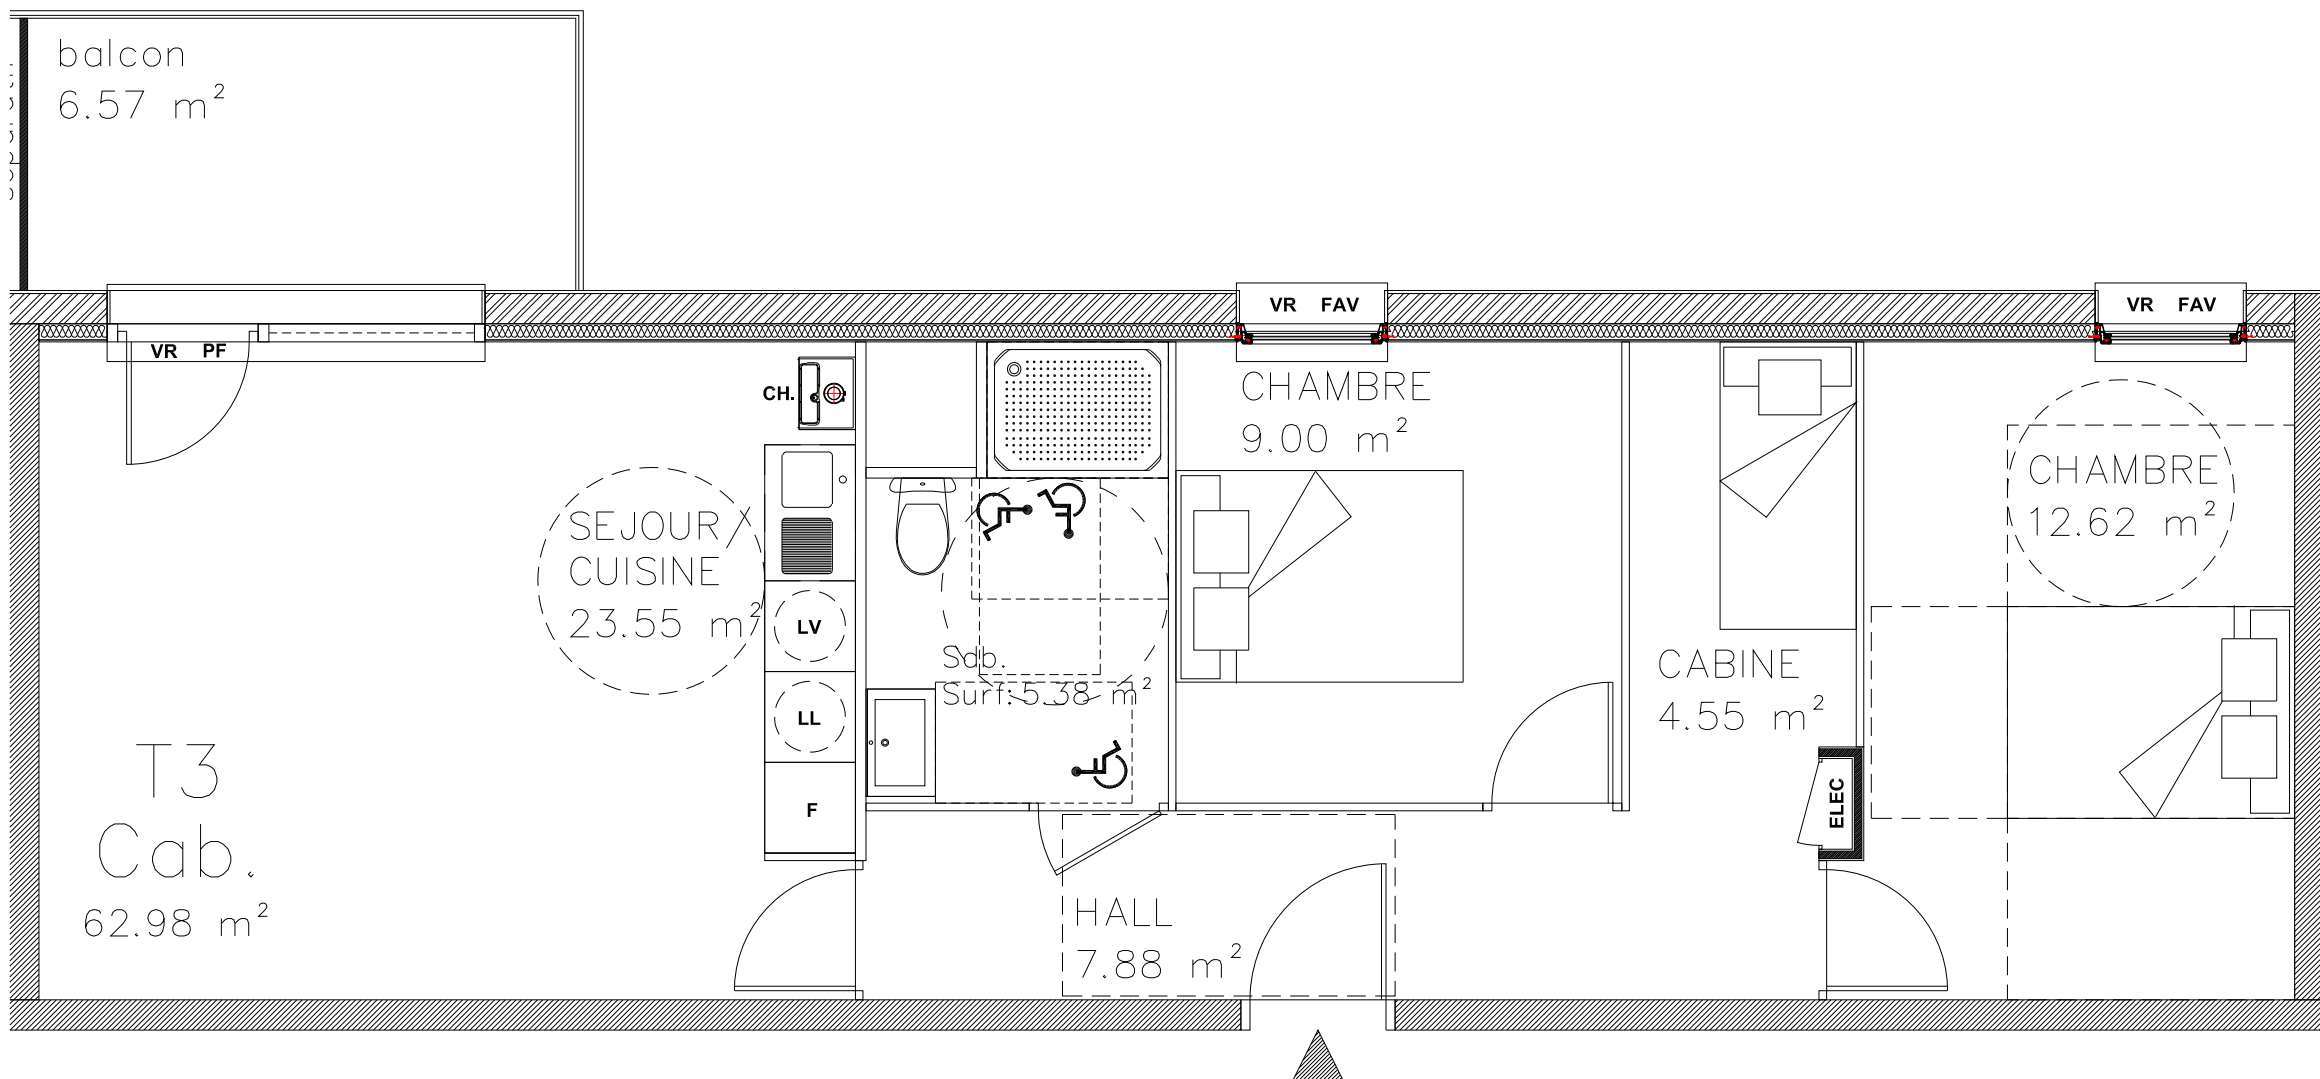 balcon
6.57 m²
VR PF
VR FAV
VR FAV
CH.
CHAMBRE
9.00 m²
CHAMBRE
12.62 m²
SEJOUR/
CUISINE
23.55 m²
LV
LL
F
Sdb.
Surf: 5.38 m²
CABINE
4.55 m²
ELEC
T3
Cab.
62.98 m²
HALL
7.88 m²